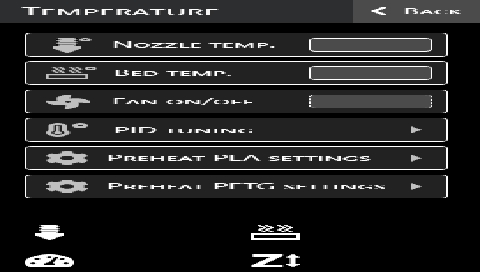 Temperature
< Back
Nozzle temp.
Bed temp.
Fan on/off
PID tuning
Preheat PLA settings
Preheat PETG settings
Z